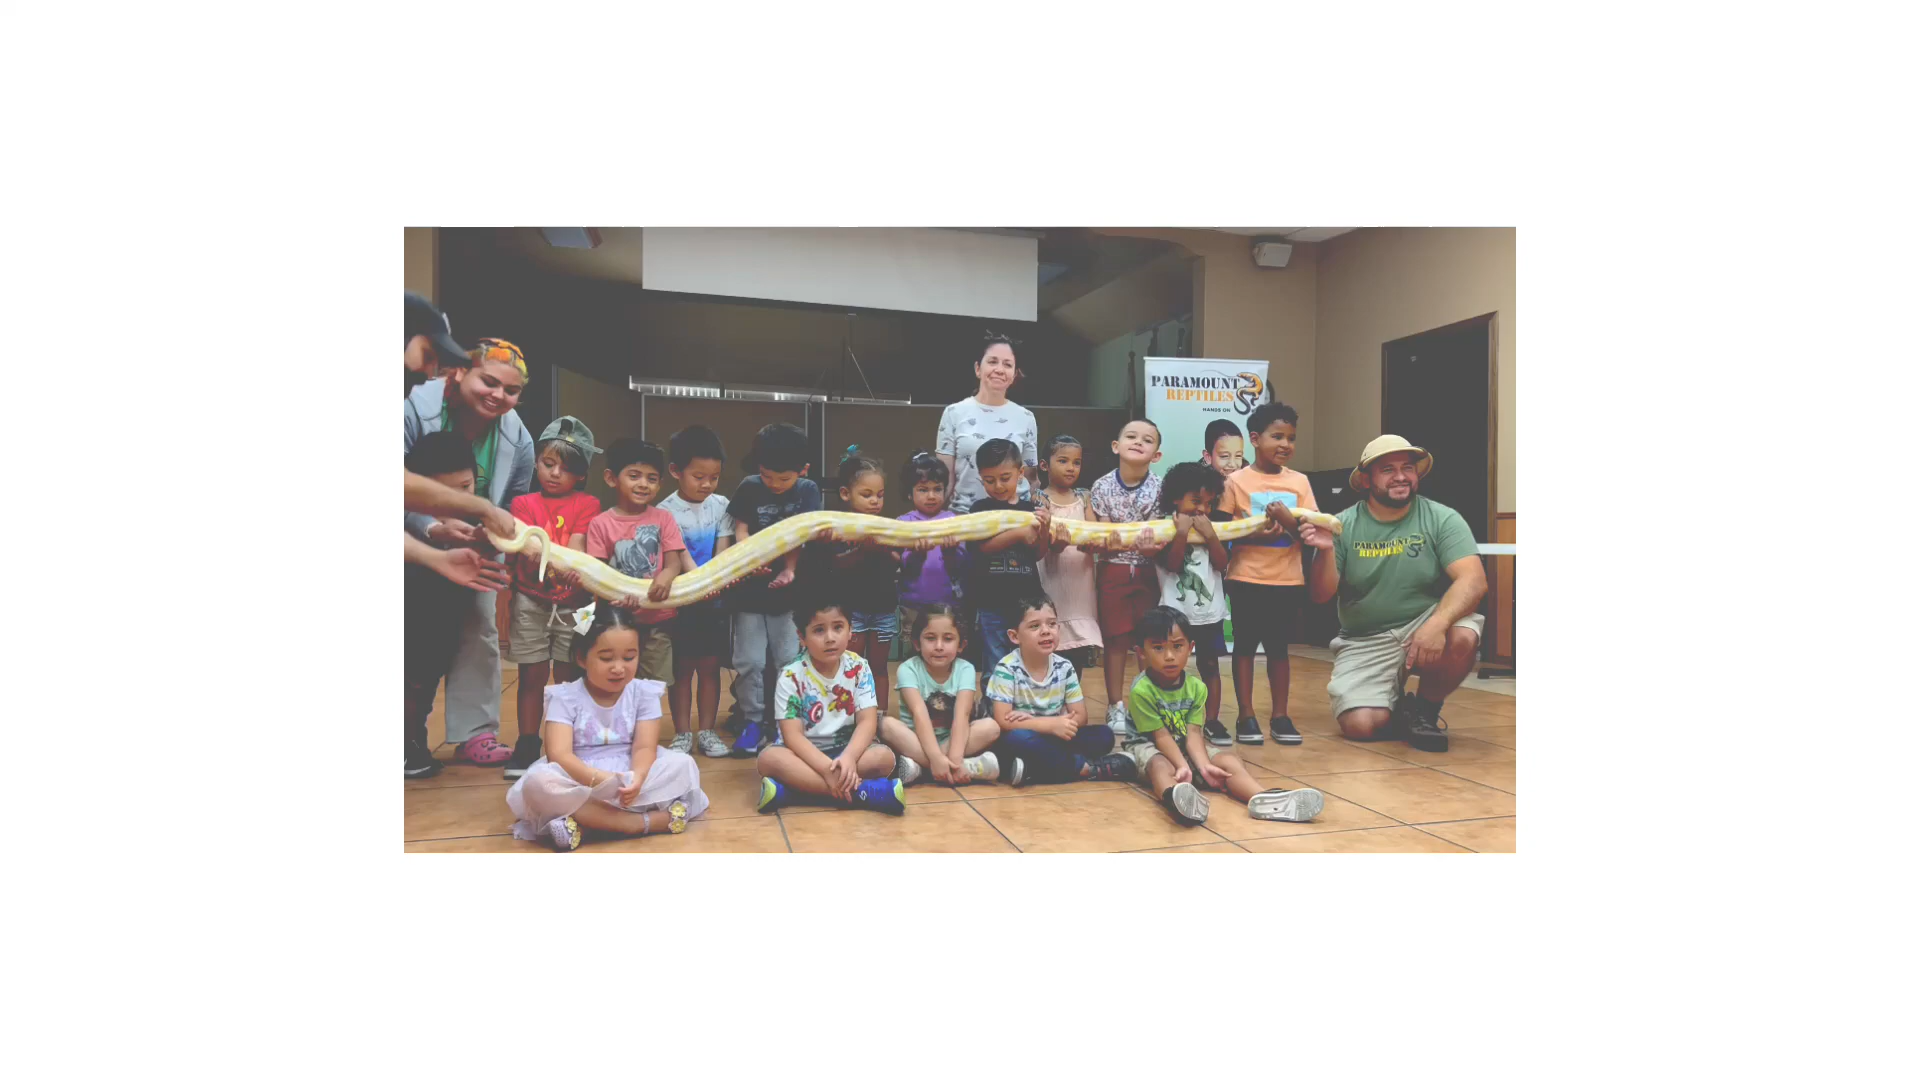 PARAMOUNT
REPTILES
HANDS ON
PARAMOUNT
REPTILES